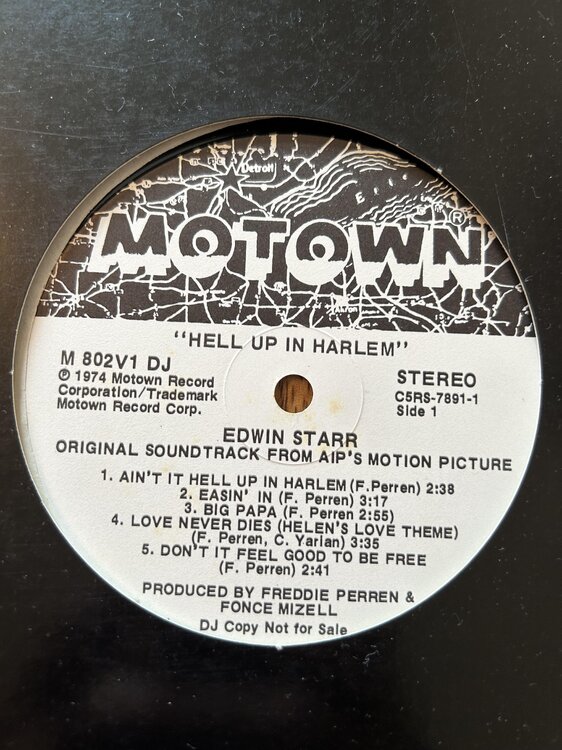 Detroit
Erie
MOTOWN®
Akron
"HELL UP IN HARLEM"
M 802V1 DJ
℗ 1974 Motown Record
Corporation/Trademark
Motown Record Corp.
STEREO
C5RS-7891-1
Side 1
EDWIN STARR
ORIGINAL SOUNDTRACK FROM AIP'S MOTION PICTURE
1. AIN'T IT HELL UP IN HARLEM (F. Perren) 2:38
2. EASIN' IN (F. Perren) 3:17
3. BIG PAPA (F. Perren 2:55)
4. LOVE NEVER DIES (HELEN'S LOVE THEME)
(F. Perren, C. Yarian) 3:35
5. DON'T IT FEEL GOOD TO BE FREE
(F. Perren) 2:41
PRODUCED BY FREDDIE PERREN &
FONCE MIZELL
DJ Copy Not for Sale